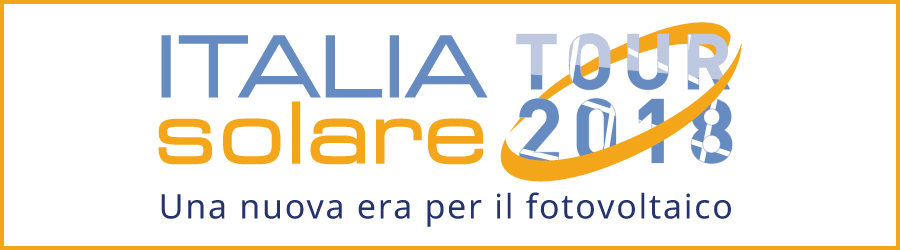 ITALIA
solare
TOUR
2018
Una nuova era per il fotovoltaico